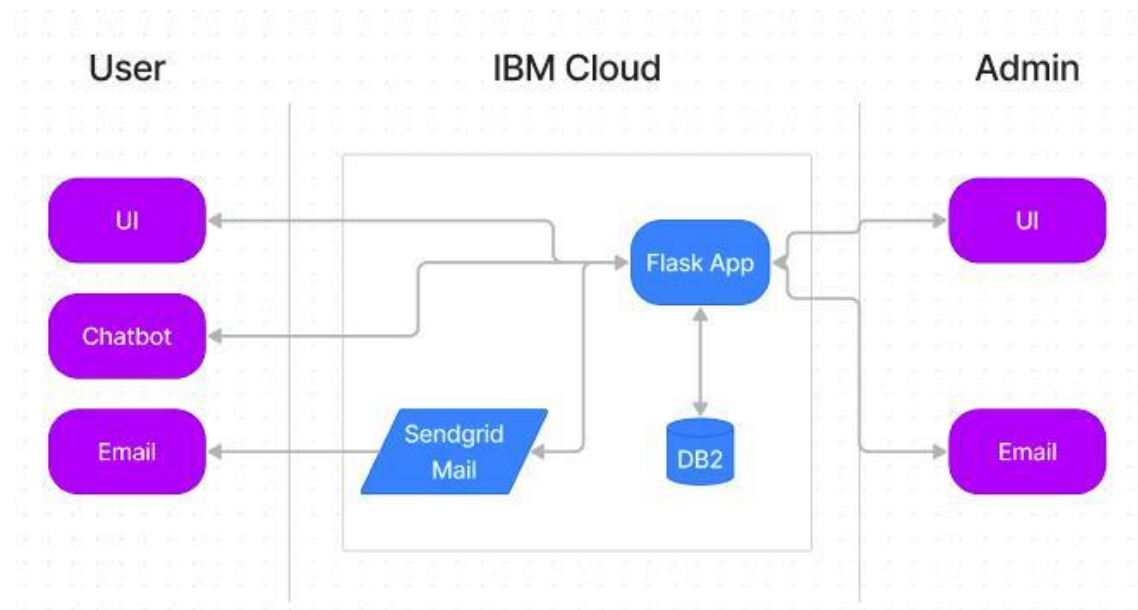 User
IBM Cloud
Admin
UI
Flask App
UI
Chatbot
Email
Sendgrid
Mail
DB2
Email